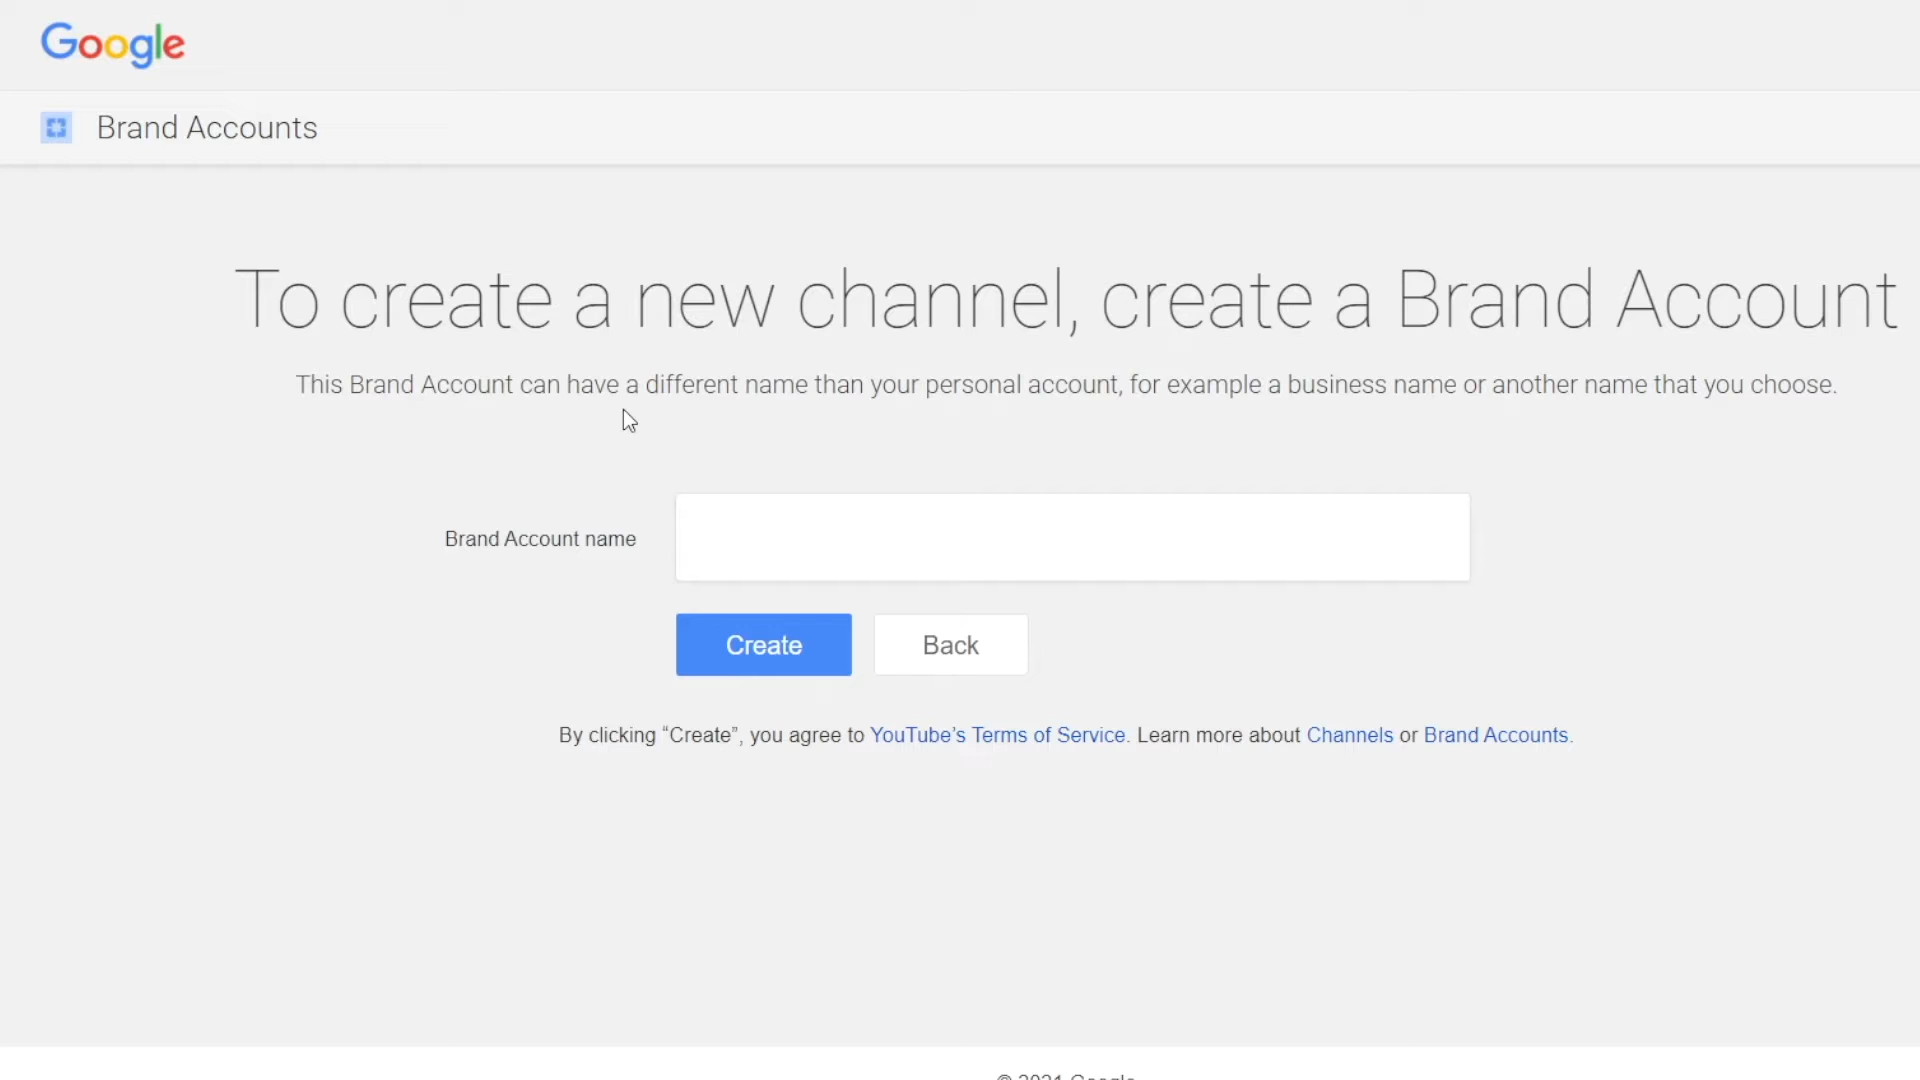 Google
Brand Accounts
To create a new channel, create a Brand Account
This Brand Account can have a different name than your personal account, for example a business name or another name that you choose.
Brand Account name
Create
Back
By clicking “Create”, you agree to YouTube’s Terms of Service. Learn more about Channels or Brand Accounts.
© 2021 Google